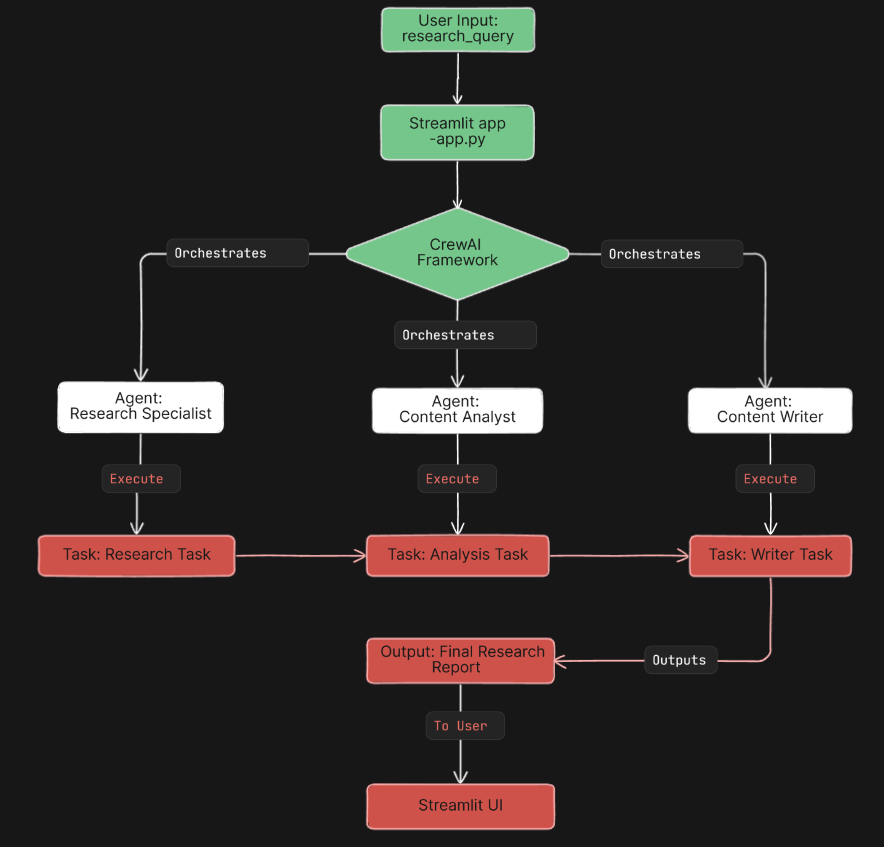 User Input:
research_query
Streamlit app
-app.py
CrewAI
Framework
Orchestrates
Orchestrates
Orchestrates
Agent:
Research Specialist
Agent:
Content Analyst
Agent:
Content Writer
Execute
Execute
Execute
Task: Research Task
Task: Analysis Task
Task: Writer Task
Output: Final Research
Report
Outputs
To User
Streamlit UI